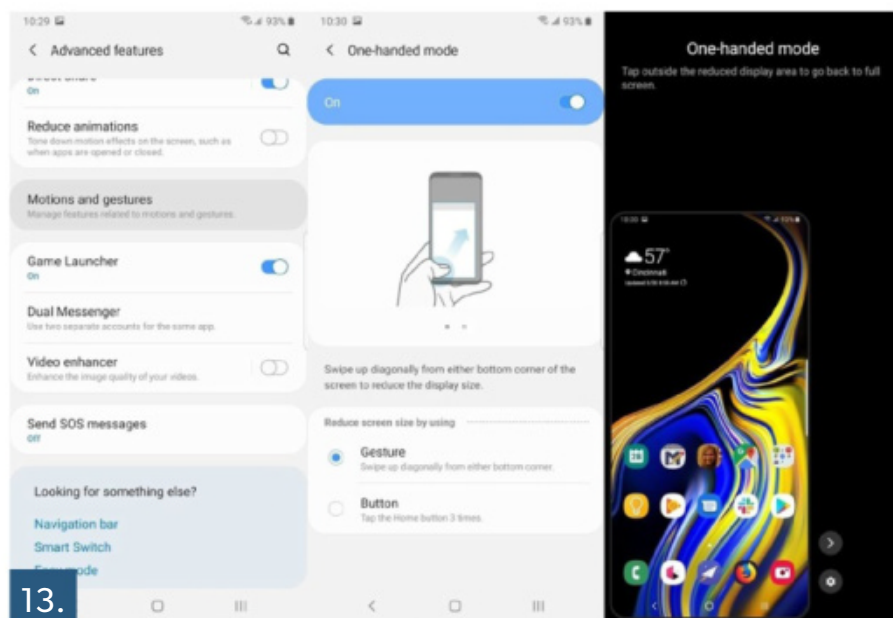 10:29
93%
Advanced features
Direct share
On
Reduce animations
Tone down motion effects on the screen, such as
when apps are opened or closed.
Motions and gestures
Manage features related to motions and gestures.
Game Launcher
On
Dual Messenger
Use two separate accounts for the same app.
Video enhancer
Enhance the image quality of your videos.
Send SOS messages
Off
Looking for something else?
Navigation bar
Smart Switch
mode
13.
10:30
93%
One-handed mode
On
Swipe up diagonally from either bottom corner of the
screen to reduce the display size.
Reduce screen size by using
Gesture
Swipe up diagonally from either bottom corner.
Button
Tap the Home button 3 times.
One-handed mode
Tap outside the reduced display area to go back to full
screen.
10:30
93%
57°
Cincinnati